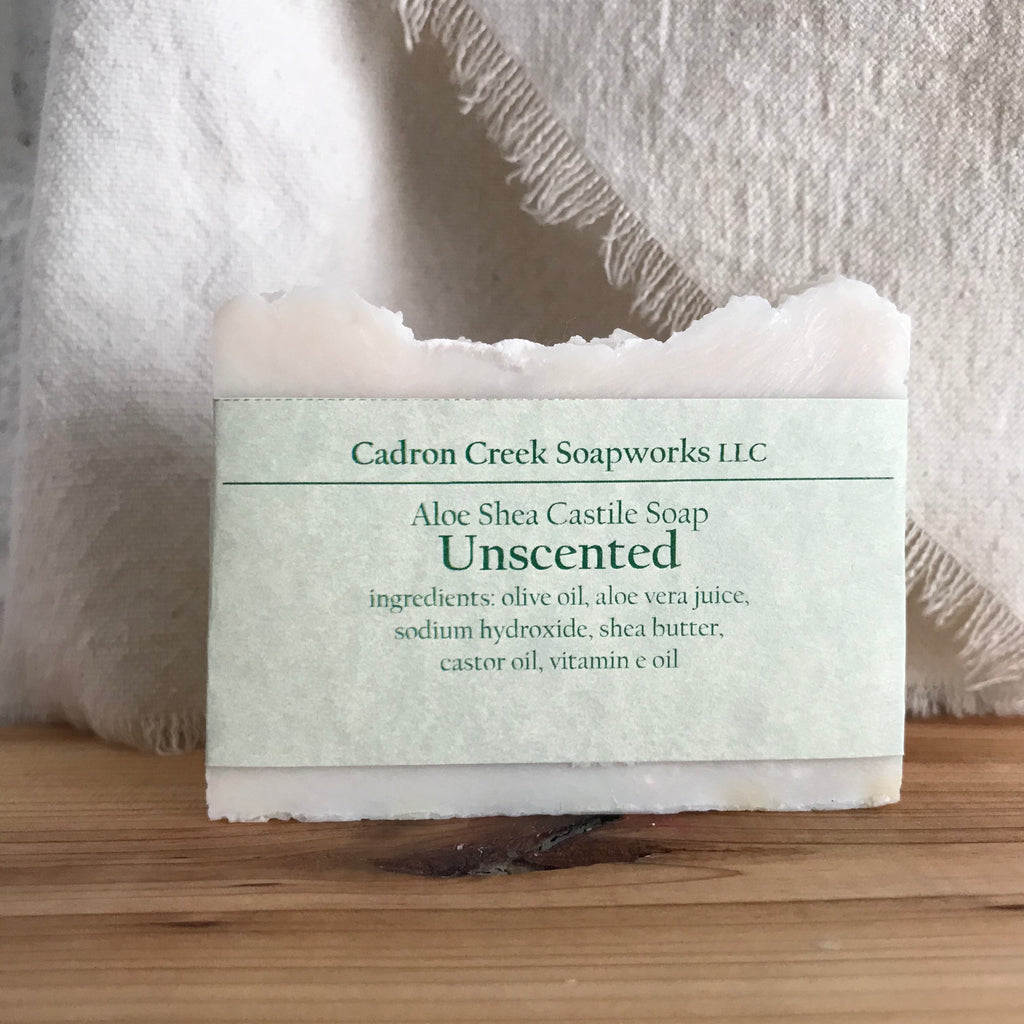 Cadron Creek Soapworks LLC
Aloe Shea Castile Soap
Unscented
ingredients: olive oil, aloe vera juice,
sodium hydroxide, shea butter,
castor oil, vitamin e oil